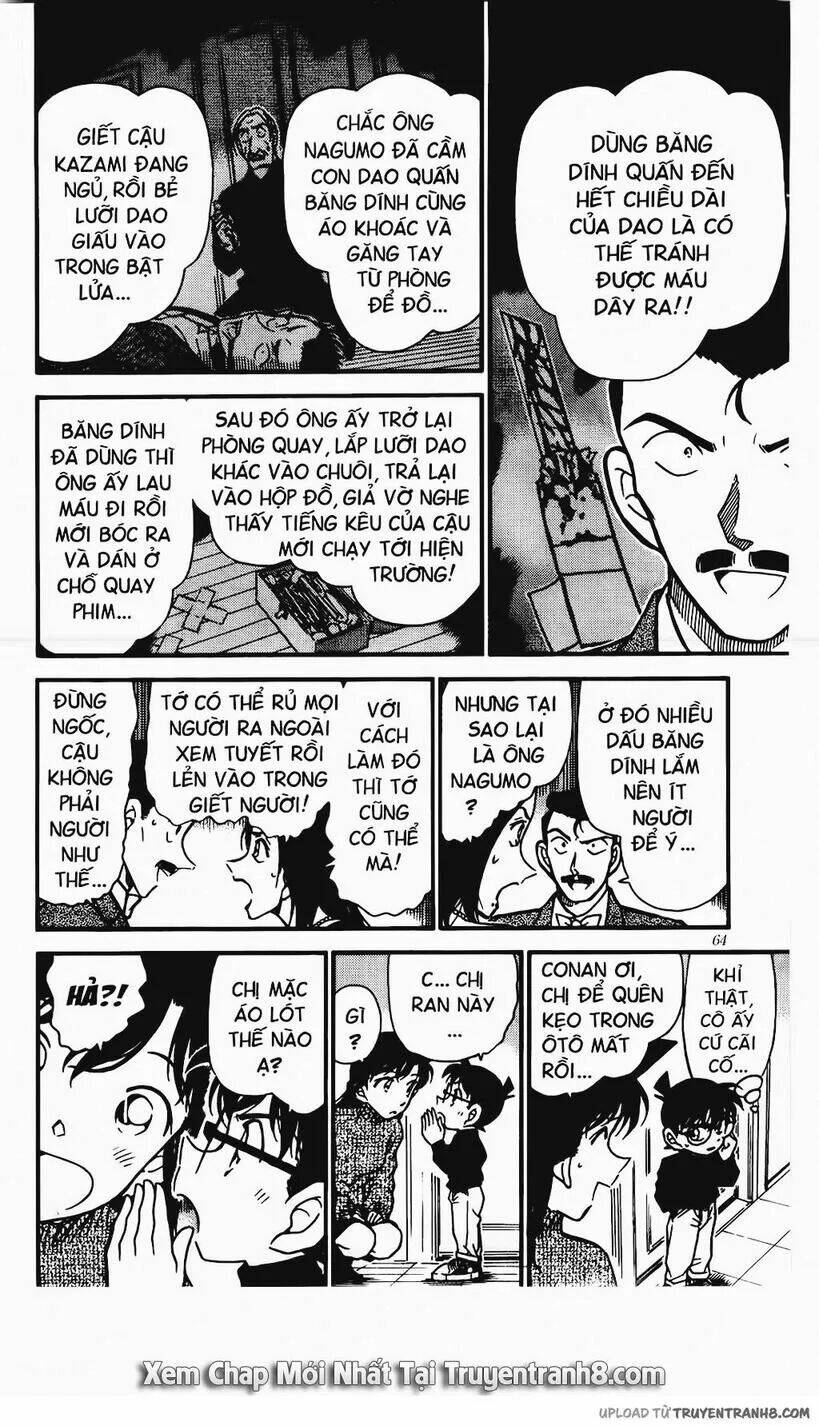 DÙNG BĂNG
DÍNH QUẤN ĐẾN
HẾT CHIỀU DÀI
CỦA DAO LÀ CÓ
THỂ TRÁNH
ĐƯỢC MÁU
DÂY RA!!
CHẮC ÔNG
NAGUMO ĐÃ CẦM
CON DAO QUẤN
BĂNG DÍNH CÙNG
ÁO KHOÁC VÀ
GĂNG TAY
TỪ PHÒNG
ĐỂ ĐỒ...
GIẾT CẬU
KAZAMI ĐANG
NGỦ, RỒI BẺ
LƯỠI DAO
GIẤU VÀO
TRONG BẬT
LỬA...
SAU ĐÓ ÔNG ẤY TRỞ LẠI
PHÒNG QUAY, LẮP LƯỠI DAO
KHÁC VÀO CHUÔI, TRẢ LẠI
VÀO HỘP ĐỒ, GIẢ VỜ NGHE
THẤY TIẾNG KÊU CỦA CẬU
MỚI CHẠY TỚI HIỆN
TRƯỜNG!
BĂNG DÍNH
ĐÃ DÙNG THÌ
ÔNG ẤY LAU
MÁU ĐI RỒI
MỚI BÓC RA
VÀ DÁN Ở
CHỖ QUAY
PHIM...
Ở ĐÓ NHIỀU
DẤU BĂNG
DÍNH LẮM
NÊN ÍT
NGƯỜI
ĐỂ Ý...
NHƯNG TẠI
SAO LẠI
LÀ ÔNG
NAGUMO
?
VỚI
CÁCH
LÀM ĐÓ
THÌ TỚ
CŨNG
CÓ THỂ
MÀ!
TỚ CÓ THỂ RỦ MỌI
NGƯỜI RA NGOÀI
XEM TUYẾT RỒI
LẺN VÀO TRONG
GIẾT NGƯỜI!
ĐỪNG
NGỐC,
CẬU
KHÔNG
PHẢI
NGƯỜI
NHƯ
THẾ...
64
KHỈ
THẬT,
CÔ ẤY
CỨ CÃI
CỐ...
CONAN ƠI,
CHỊ ĐỂ QUÊN
KẸO TRONG
ÔTÔ MẤT
RỒI...
C... CHỊ
RAN NÀY
...
GÌ
?
CHỊ MẶC
ÁO LÓT
THẾ NÀO
Ạ?
HẢ?!
Xem Chap Mới Nhất Tại Truyentranh8.com
UPLOAD TỪ TRUYENTRANH8.COM